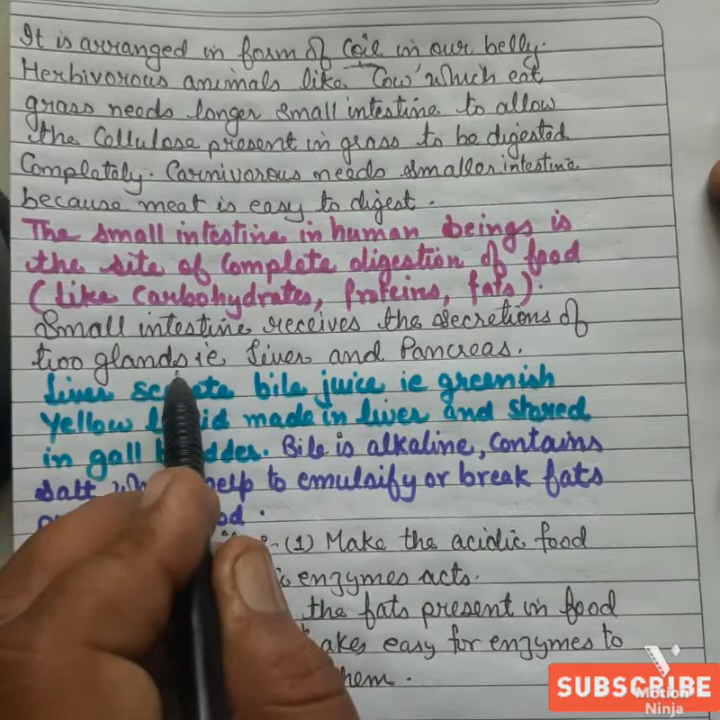 It is arranged in form of Coil in our belly.
Herbivorous animals like 'Cow' which eat
grass needs longer small intestine to allow
the Cellulose present in grass to be digested
Completely. Carnivorous needs smaller intestine
because meat is easy to digest.
The small intestine in human beings is
the site of Complete digestion of food
(like Carbohydrates, Proteins, fats).
Small intestine receives the secretions of
two glands ie Liver and Pancreas.
Liver bile juice ie greenish
Yellow made in liver and stored
in gall Bile is alkaline, Contains
Salt help to emulsify or break fats
(1) Make the acidic food
enzymes acts.
the fats present in food
easy for enzymes to
them.
SUBSCRIBE
Motion
Ninja